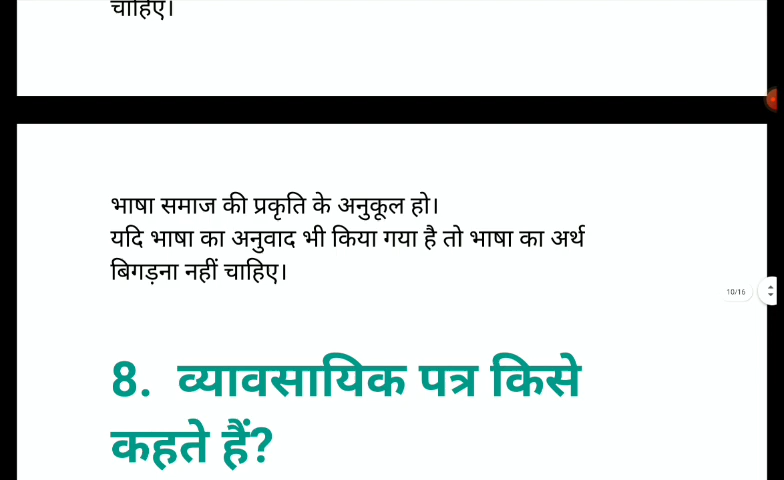 चाहिए।
भाषा समाज की प्रकृति के अनुकूल हो।
यदि भाषा का अनुवाद भी किया गया है तो भाषा का अर्थ
बिगड़ना नहीं चाहिए।
10/16
8. व्यावसायिक पत्र किसे
कहते हैं?